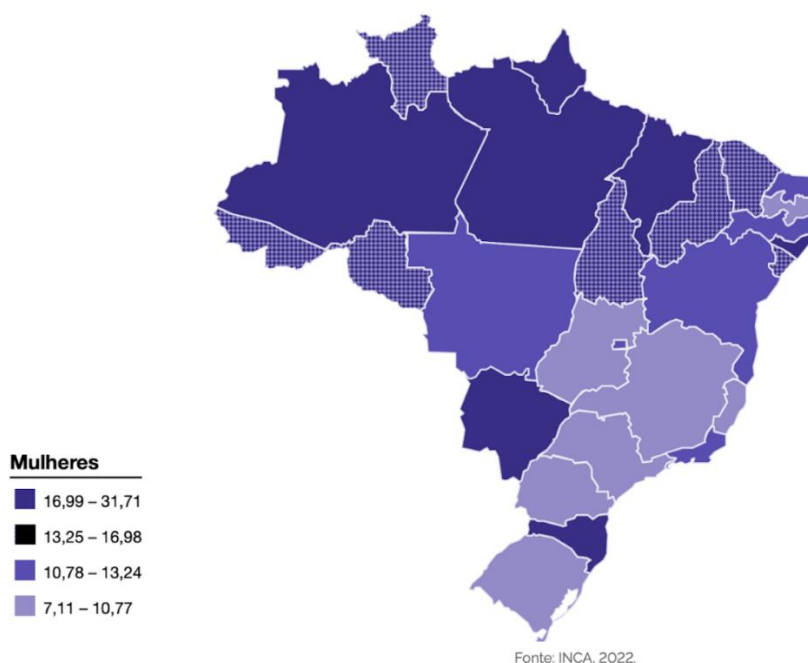 Mulheres
16,99 – 31,71
13,25 – 16,98
10,78 – 13,24
7,11 – 10,77
Fonte: INCA, 2022.